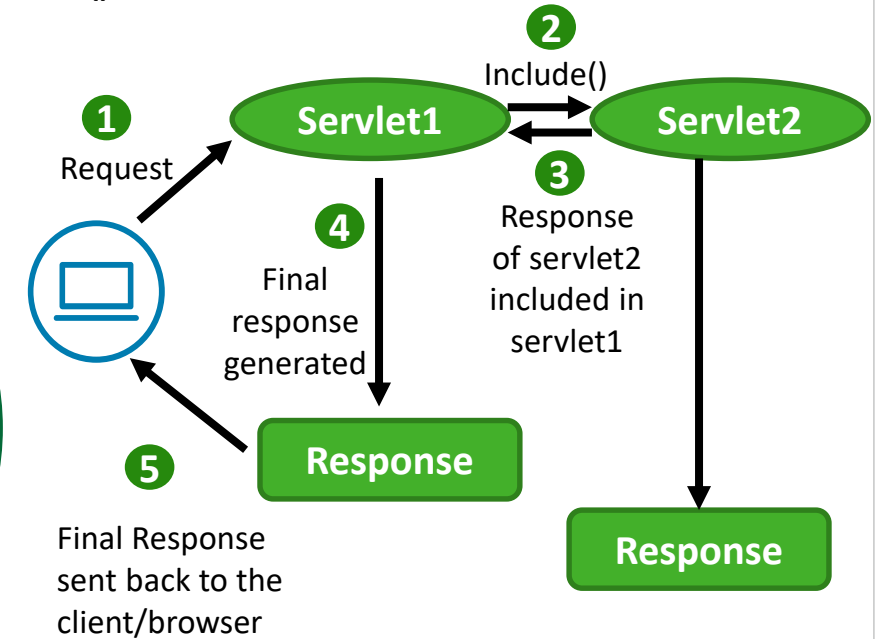 2
Include()
1
Servlet1
Servlet2
Request
3
4
Response
of servlet2
included in
servlet1
Final
response
generated
Response
5
Response
Final Response
sent back to the
client/browser